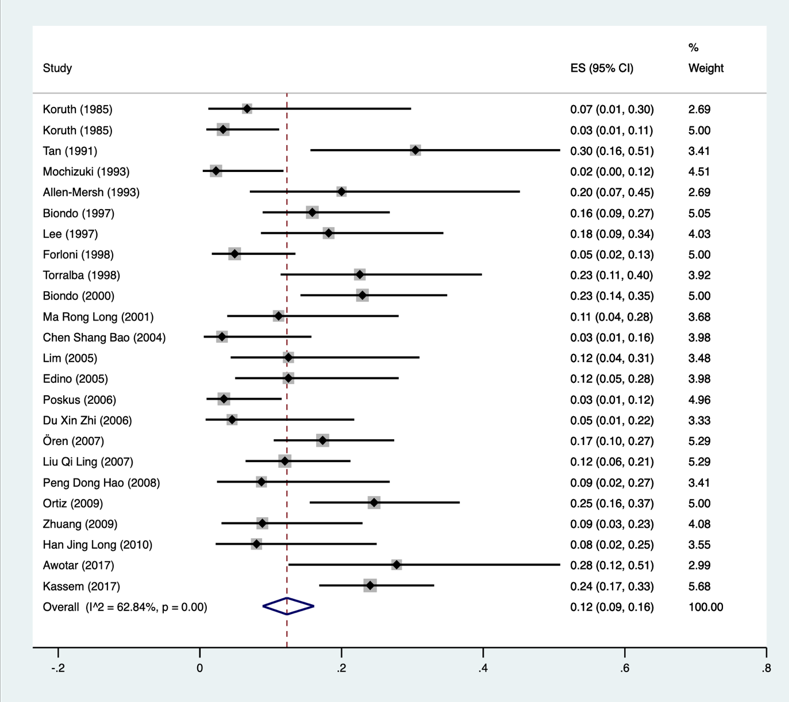 %
Study ES (95% CI) Weight
Koruth (1985) 0.07 (0.01, 0.30) 2.69
Koruth (1985) 0.03 (0.01, 0.11) 5.00
Tan (1991) 0.30 (0.16, 0.51) 3.41
Mochizuki (1993) 0.02 (0.00, 0.12) 4.51
Allen-Mersh (1993) 0.20 (0.07, 0.45) 2.69
Biondo (1997) 0.16 (0.09, 0.27) 5.05
Lee (1997) 0.18 (0.09, 0.34) 4.03
Forloni (1998) 0.05 (0.02, 0.13) 5.00
Torralba (1998) 0.23 (0.11, 0.40) 3.92
Biondo (2000) 0.23 (0.14, 0.35) 5.00
Ma Rong Long (2001) 0.11 (0.04, 0.28) 3.68
Chen Shang Bao (2004) 0.03 (0.01, 0.16) 3.98
Lim (2005) 0.12 (0.04, 0.31) 3.48
Edino (2005) 0.12 (0.05, 0.28) 3.98
Poskus (2006) 0.03 (0.01, 0.12) 4.96
Du Xin Zhi (2006) 0.05 (0.01, 0.22) 3.33
Ören (2007) 0.17 (0.10, 0.27) 5.29
Liu Qi Ling (2007) 0.12 (0.06, 0.21) 5.29
Peng Dong Hao (2008) 0.09 (0.02, 0.27) 3.41
Ortiz (2009) 0.25 (0.16, 0.37) 5.00
Zhuang (2009) 0.09 (0.03, 0.23) 4.08
Han Jing Long (2010) 0.08 (0.02, 0.25) 3.55
Awotar (2017) 0.28 (0.12, 0.51) 2.99
Kassem (2017) 0.24 (0.17, 0.33) 5.68
Overall (I^2 = 62.84%, p = 0.00) 0.12 (0.09, 0.16) 100.00
-.2 0 .2 .4 .6 .8